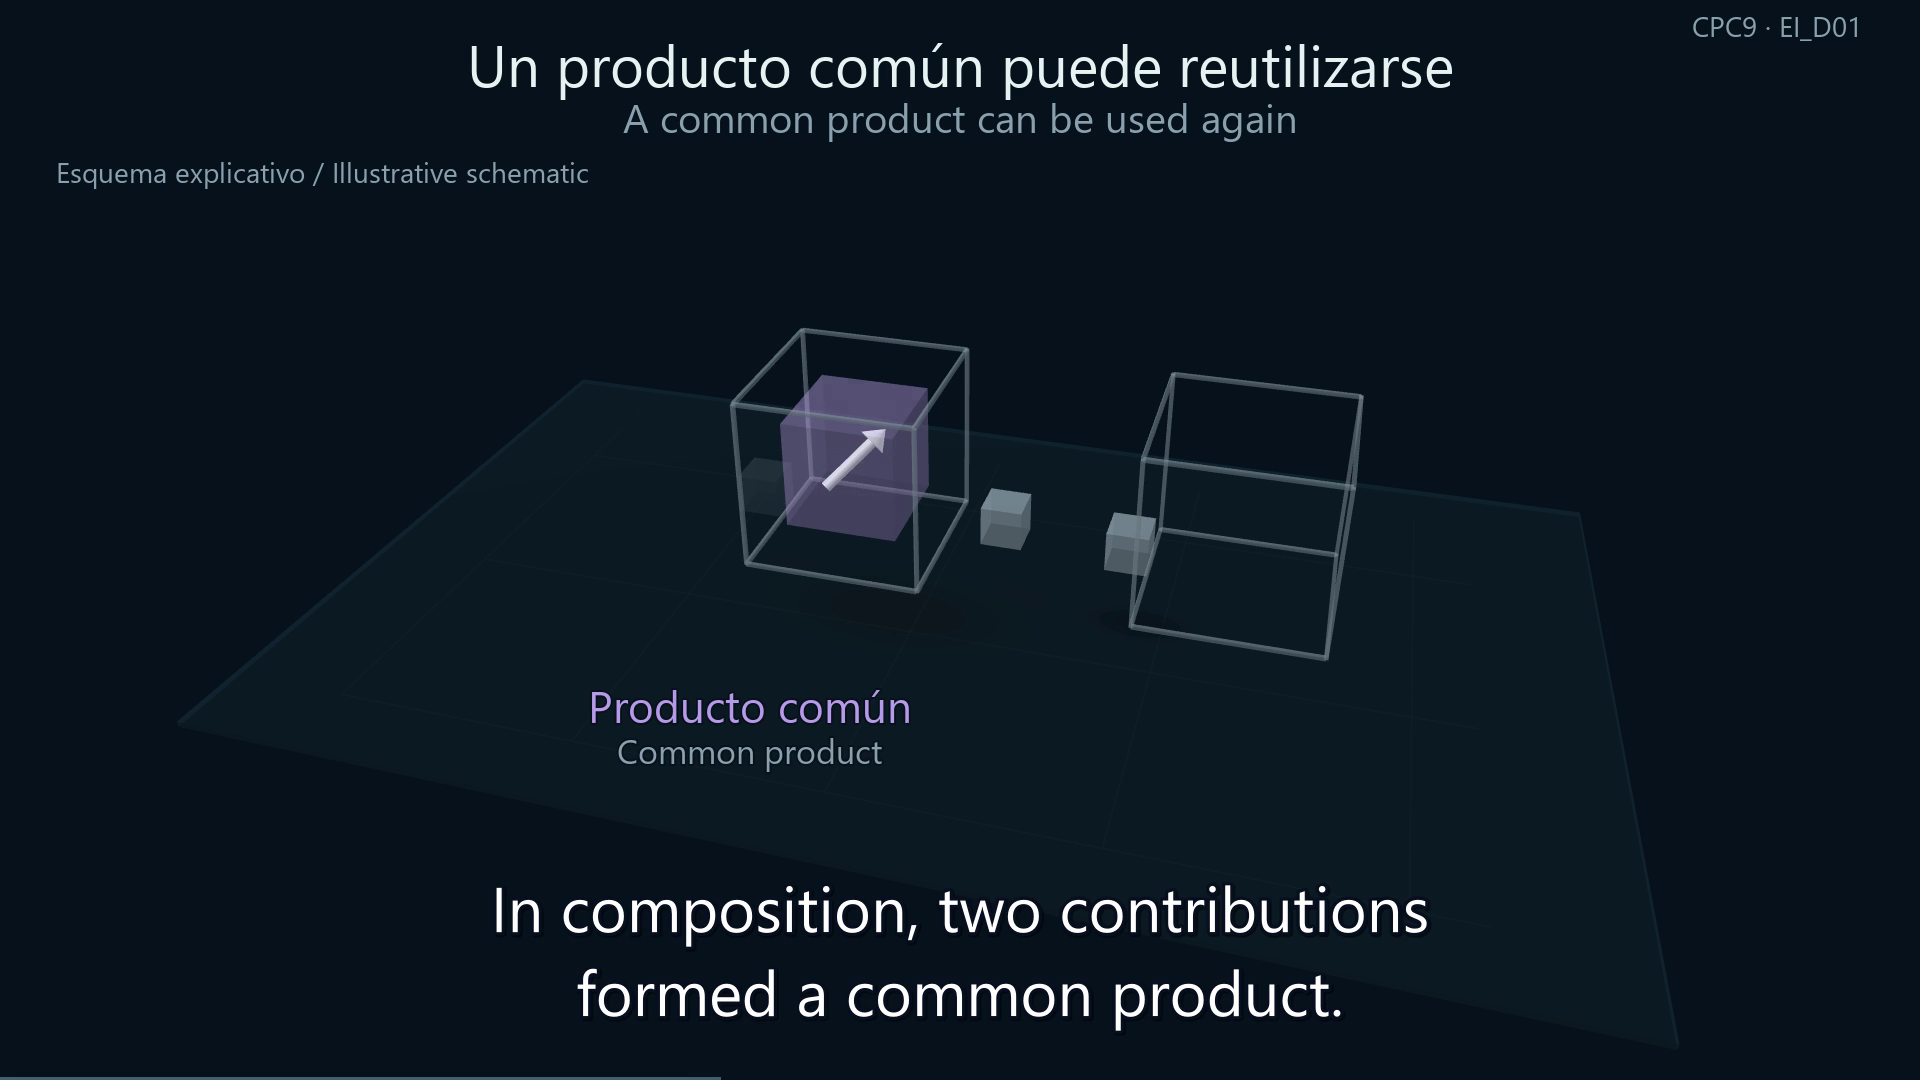 CPC9 · EI_D01
Un producto común puede reutilizarse
A common product can be used again
Esquema explicativo / Illustrative schematic
Producto común
Common product
In composition, two contributions
formed a common product.